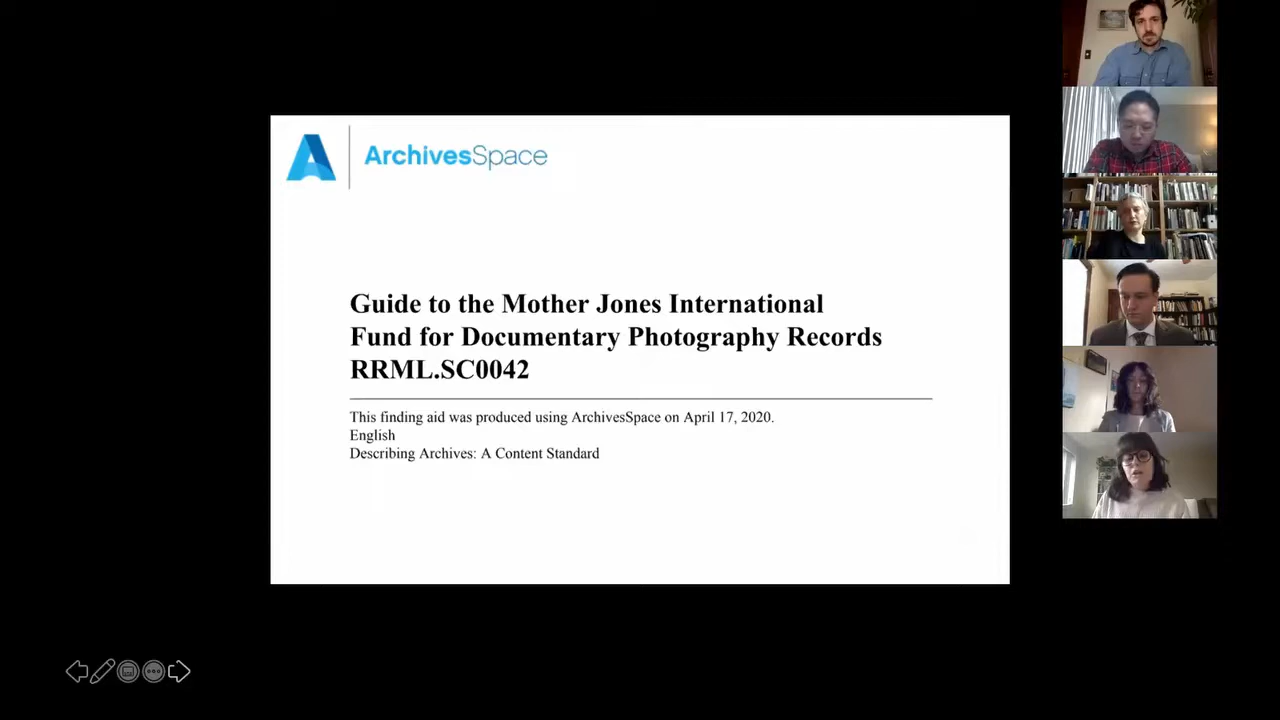 ArchivesSpace
Guide to the Mother Jones International
Fund for Documentary Photography Records
RRML.SC0042
This finding aid was produced using ArchivesSpace on April 17, 2020.
English
Describing Archives: A Content Standard